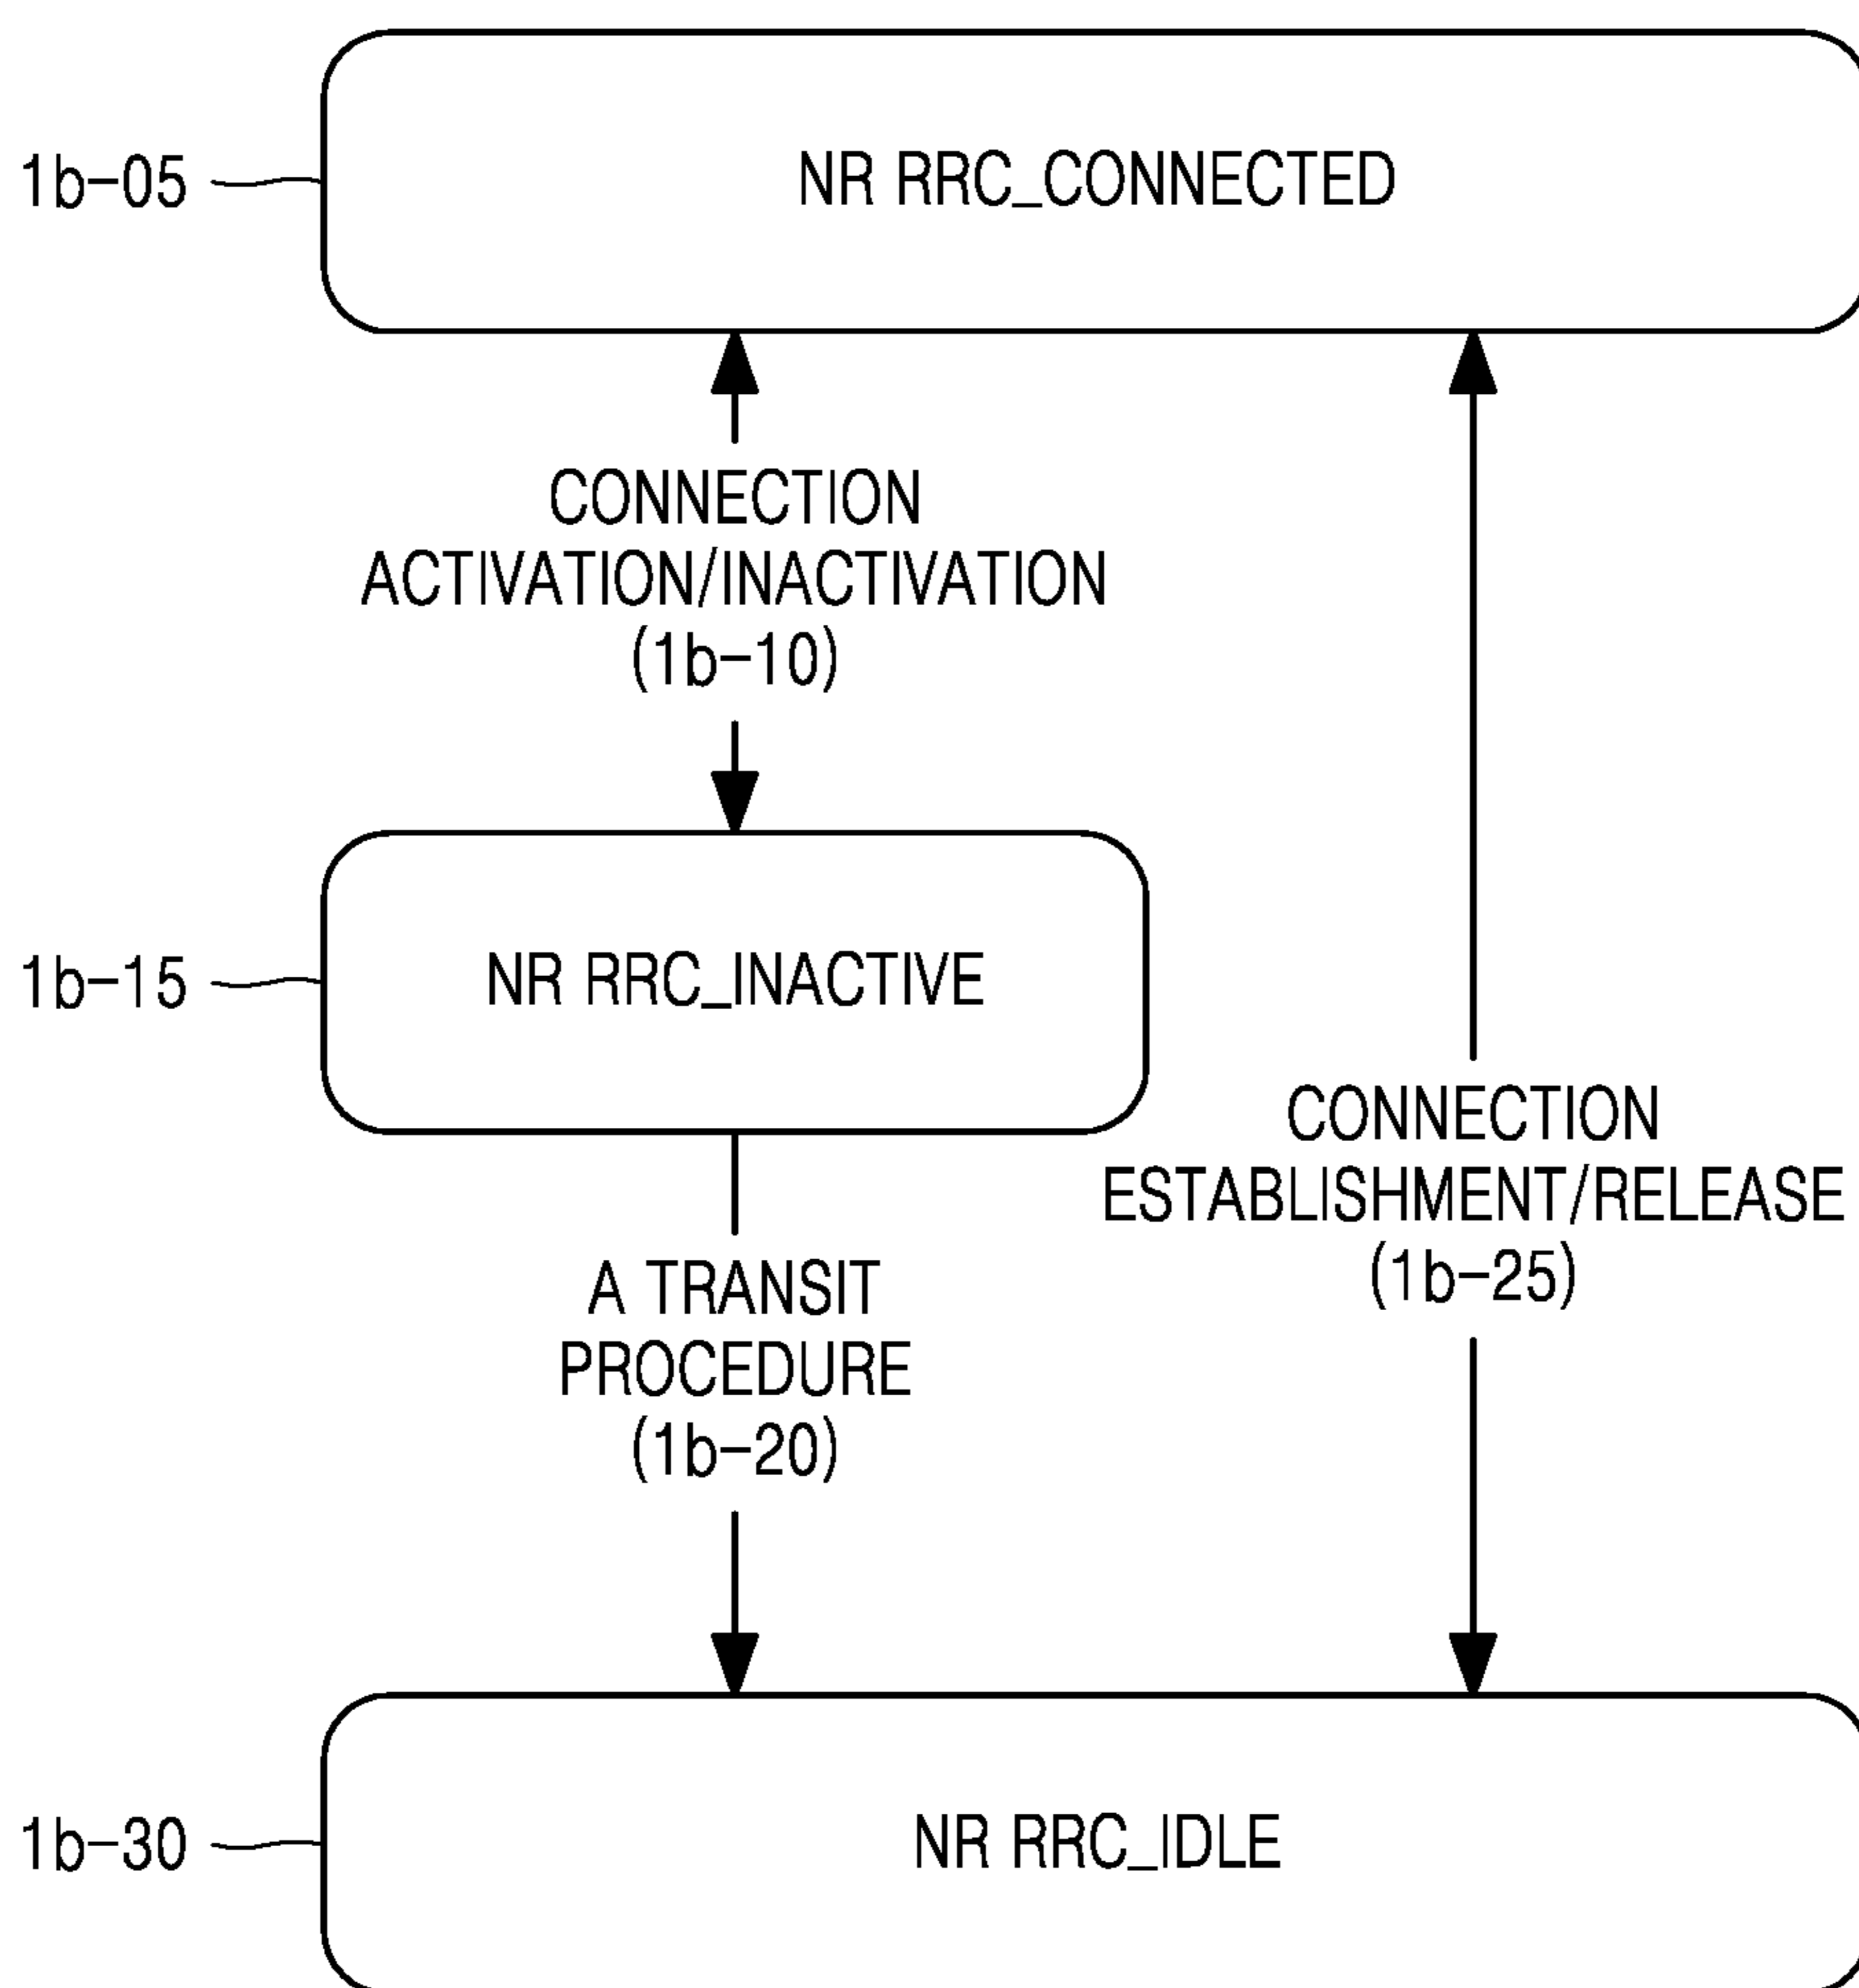 1b-05
NR RRC_CONNECTED
CONNECTION
ACTIVATION/INACTIVATION
(1b-10)
1b-15
NR RRC_INACTIVE
CONNECTION
ESTABLISHMENT/RELEASE
(1b-25)
A TRANSIT
PROCEDURE
(1b-20)
1b-30
NR RRC_IDLE